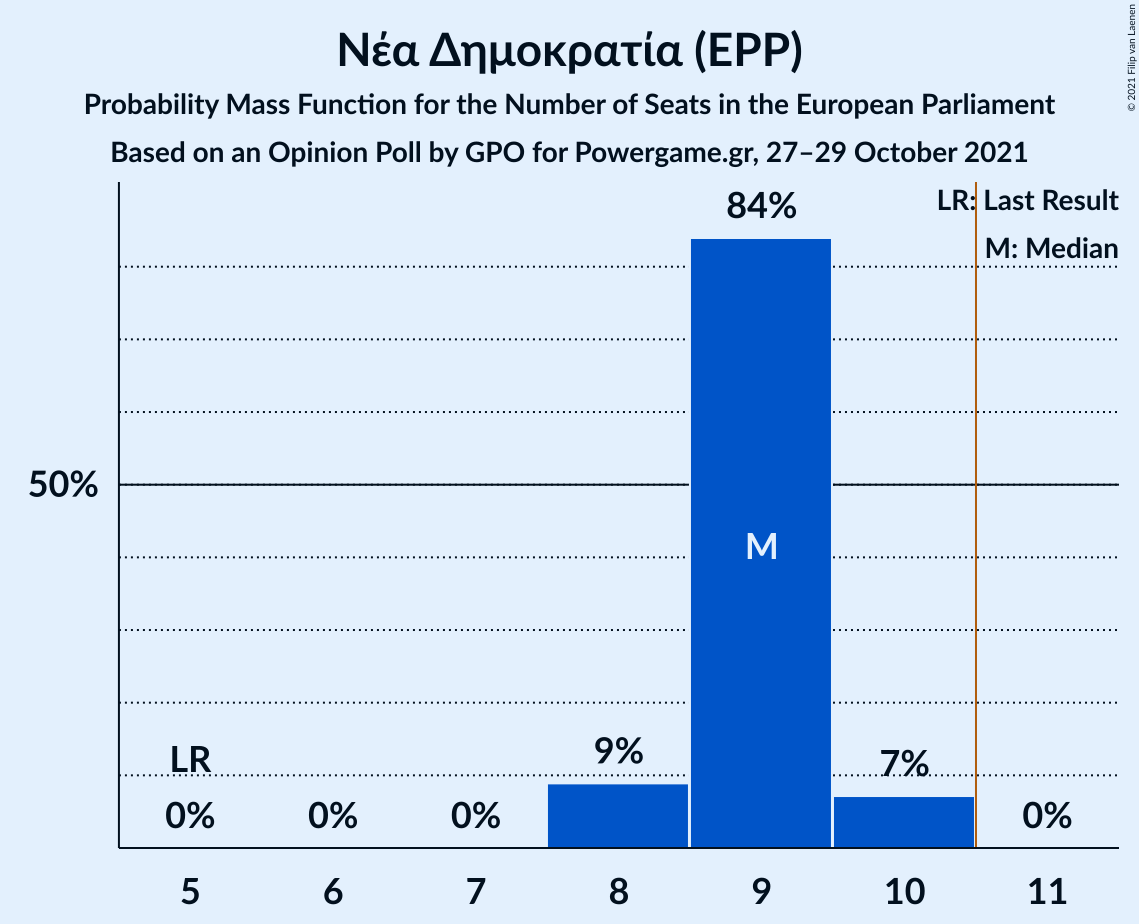 Νέα Δημοκρατία (EPP)
Probability Mass Function for the Number of Seats in the European Parliament
Based on an Opinion Poll by GPO for Powergame.gr, 27–29 October 2021
© 2021 Filip van Laenen
LR: Last Result
M: Median
84%
50%
M
LR
9%
7%
0%
0%
0%
0%
5
6
7
8
9
10
11